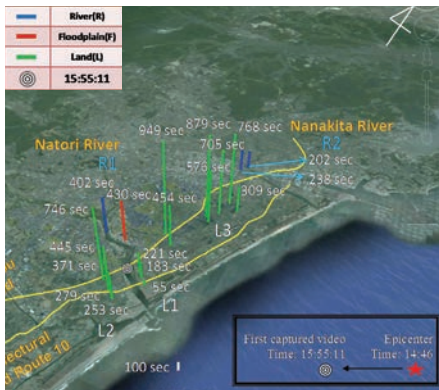 River(R)
Floodplain(F)
Land(L)
15:55:11
949 sec
879 sec
768 sec
705 sec
Nanakita River
R2
Natori River
R1
576 sec
202 sec
402 sec
430 sec
454 sec
309 sec
238 sec
746 sec
L3
445 sec
221 sec
371 sec
183 sec
55 sec
279 sec
L1
253 sec
L2
ectural
Route 10
100 sec
First captured video
Time: 15:55:11
Epicenter
Time: 14:46